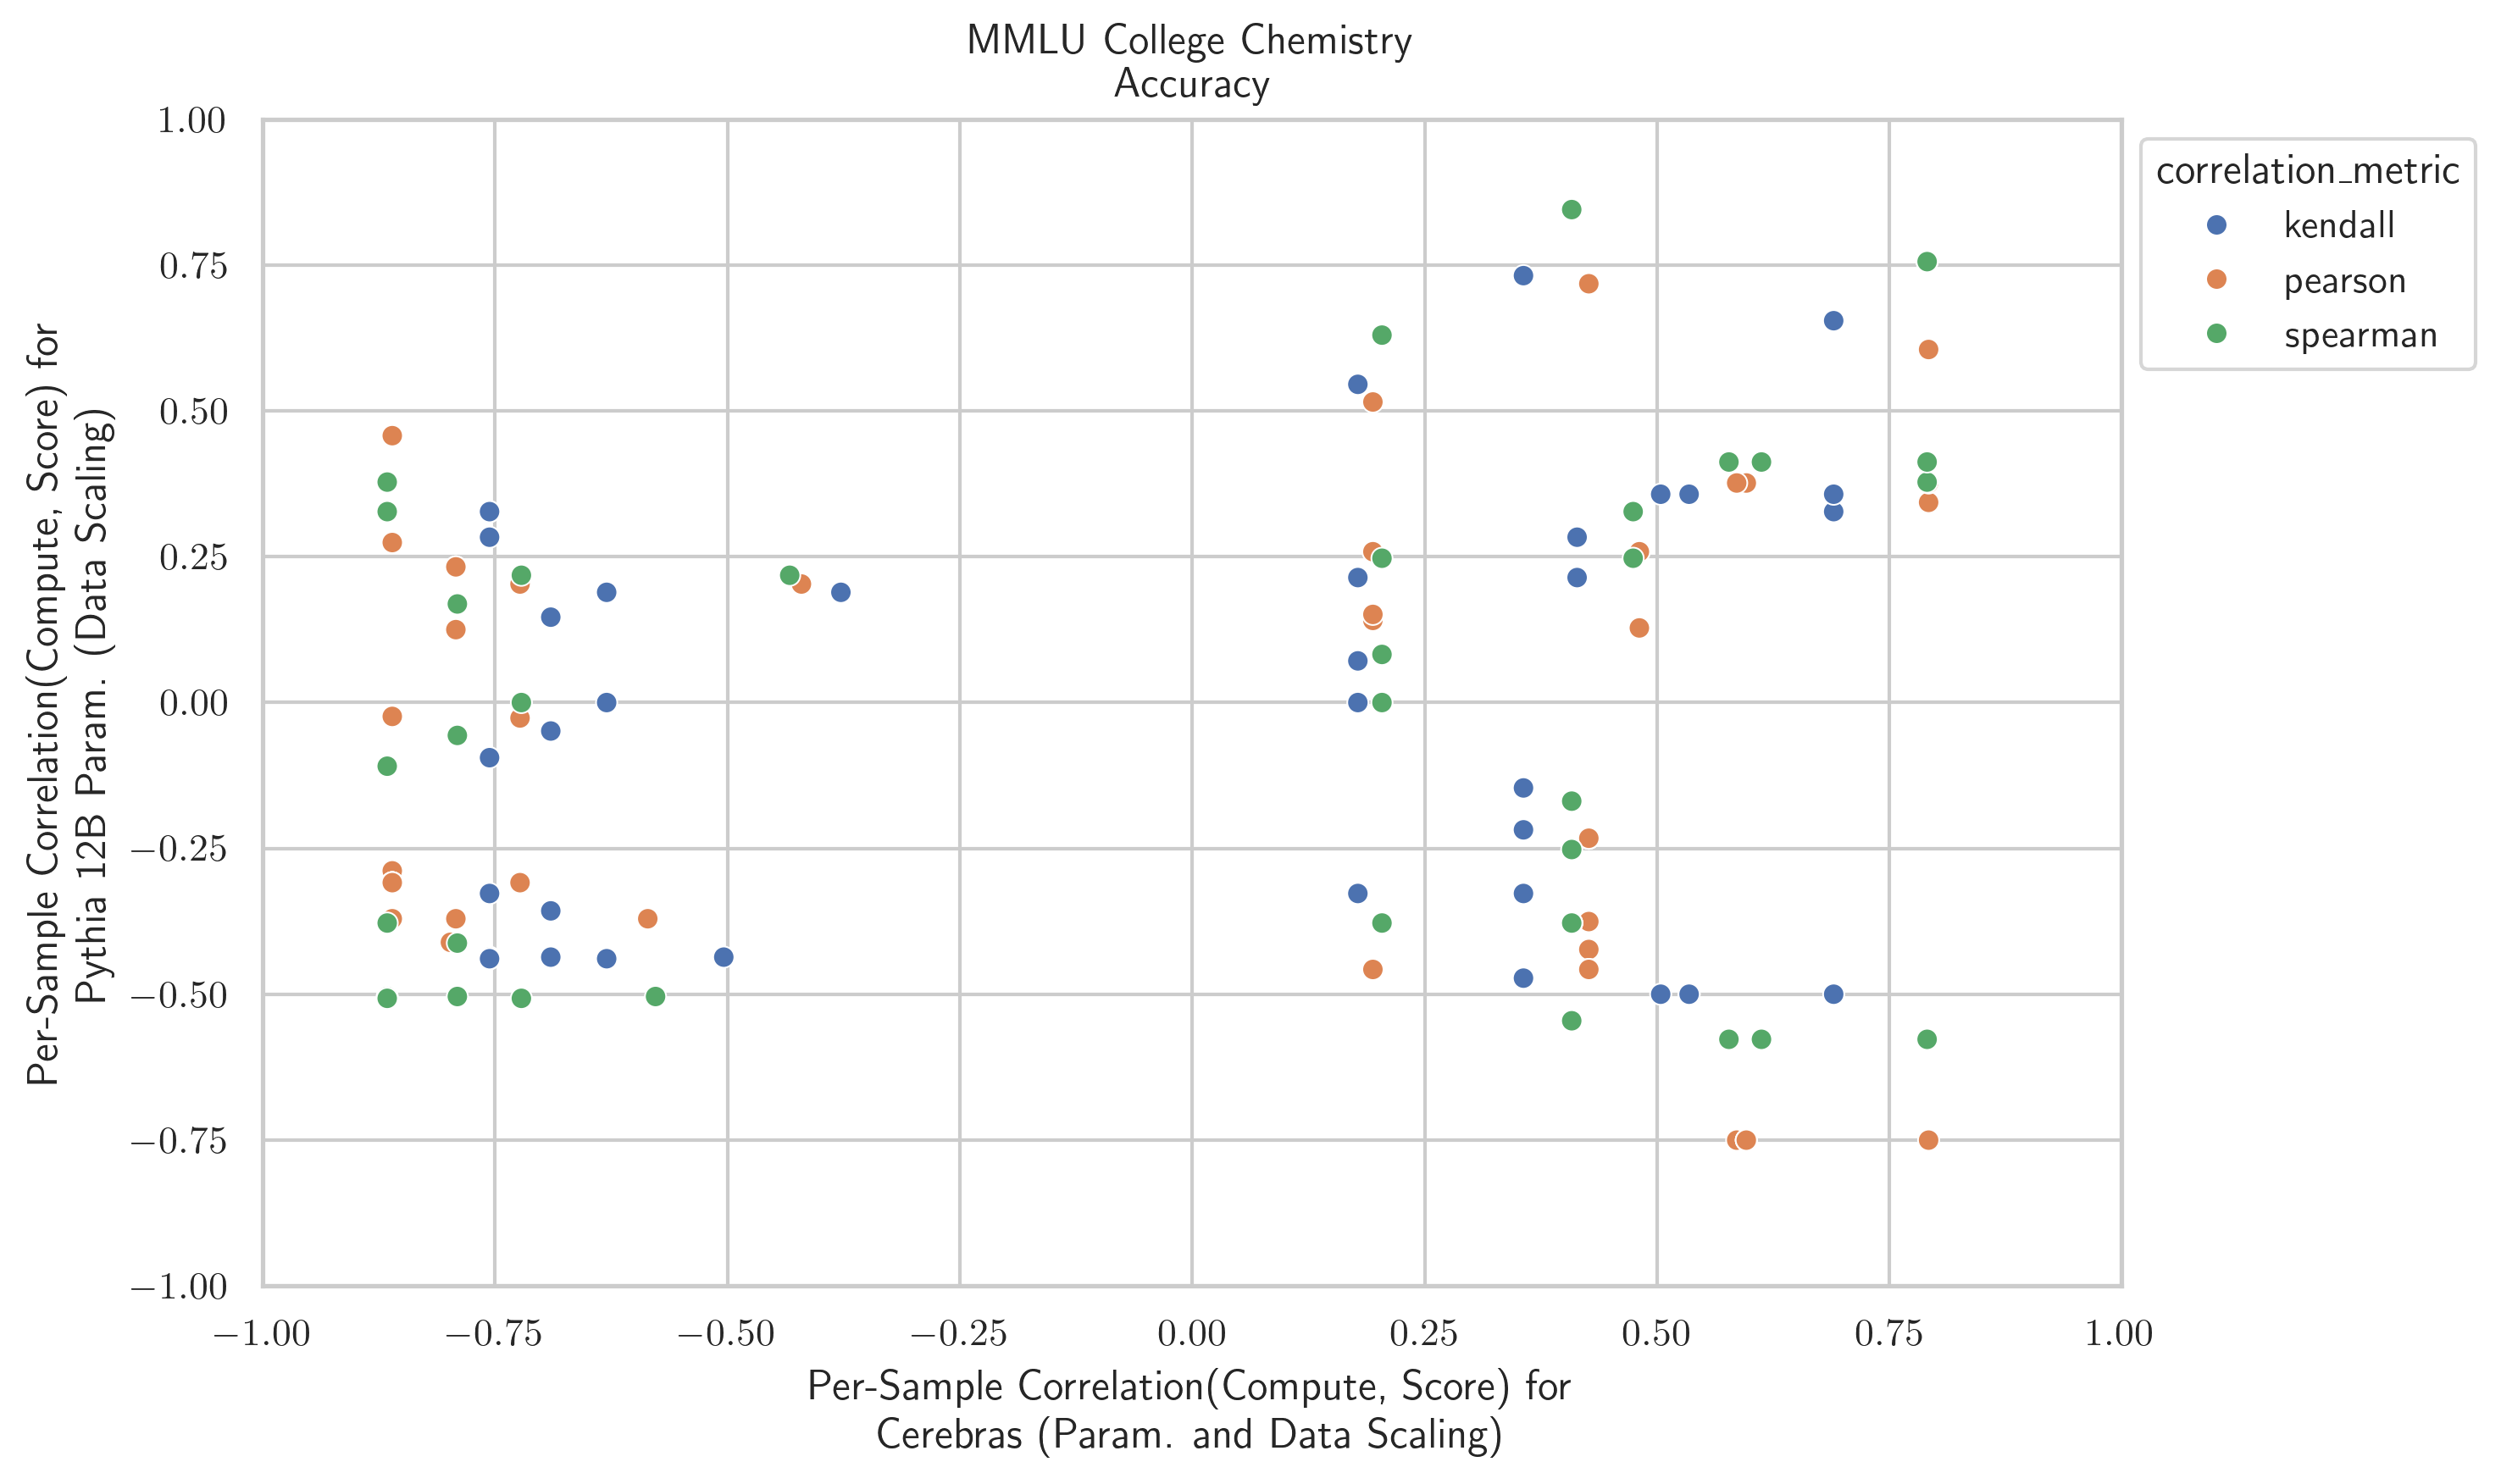 MMLU College Chemistry
Accuracy
Per-Sample Correlation(Compute, Score) for
Pythia 12B Param. (Data Scaling)
1.00
0.75
0.50
0.25
0.00
−0.25
−0.50
−0.75
−1.00
−1.00 −0.75 −0.50 −0.25 0.00 0.25 0.50 0.75 1.00
Per-Sample Correlation(Compute, Score) for
Cerebras (Param. and Data Scaling)
correlation_metric
kendall
pearson
spearman